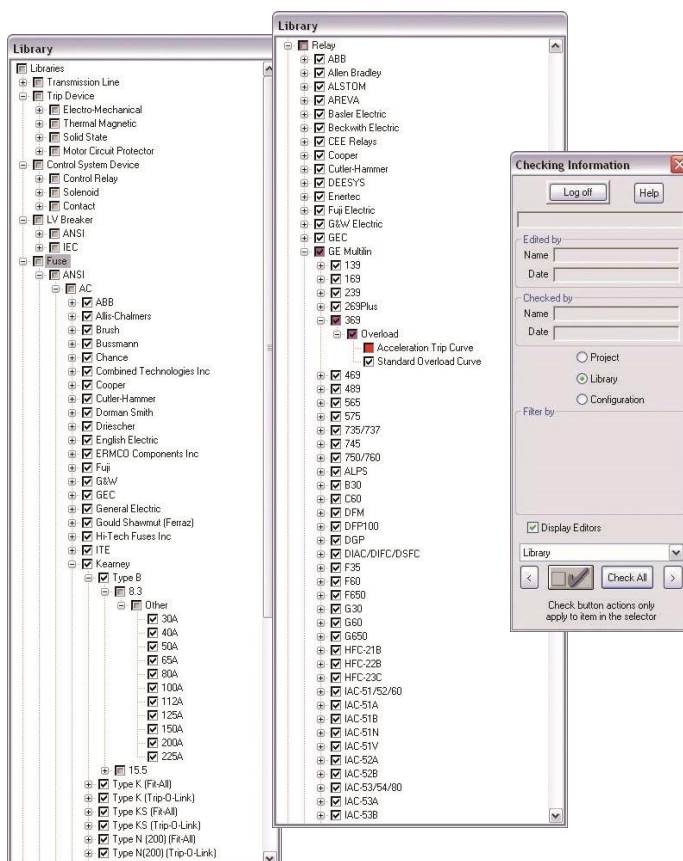 Library
Libraries
Transmission Line
Trip Device
Electro-Mechanical
Thermal Magnetic
Solid State
Motor Circuit Protector
Control System Device
Control Relay
Solenoid
Contact
LV Breaker
ANSI
IEC
Fuse
ANSI
AC
ABB
Allis-Chalmers
Brush
Bussmann
Chance
Combined Technologies Inc
Cooper
Cutler-Hammer
Dorman Smith
Driescher
English Electric
ERMCO Components Inc
Fuji
G&W
GEC
General Electric
Gould Shawmut (Ferraz)
Hi-Tech Fuses Inc
ITE
Kearney
Type B
8.3
Other
30A
40A
50A
65A
80A
100A
112A
125A
150A
200A
225A
15.5
Type K (Fit-All)
Type K (Trip-O-Link)
Type KS (Fit-All)
Type KS (Trip-O-Link)
Type N (200) (Fit-All)
Type N(200) (Trip-O-Link)
Library
Relay
ABB
Allen Bradley
ALSTOM
AREVA
Basler Electric
Beckwith Electric
CEE Relays
Cooper
Cutler-Hammer
DEESYS
Enertec
Fuji Electric
G&W Electric
GEC
GE Multilin
139
169
239
269Plus
369
Overload
Acceleration Trip Curve
Standard Overload Curve
469
489
565
575
735/737
745
750/760
ALPS
B30
C60
DFM
DFP100
DGP
DIAC/DIFC/DSFC
F35
F60
F650
G30
G60
G650
HFC-21B
HFC-22B
HFC-23C
IAC-51/52/60
IAC-51A
IAC-51B
IAC-51N
IAC-51V
IAC-52A
IAC-52B
IAC-53/54/80
IAC-53A
IAC-53B
Checking Information
Log off Help
Edited by
Name
Date
Checked by
Name
Date
Project
Library
Configuration
Filter by
Display Editors
Library
< Check All >
Check button actions only
apply to item in the selector